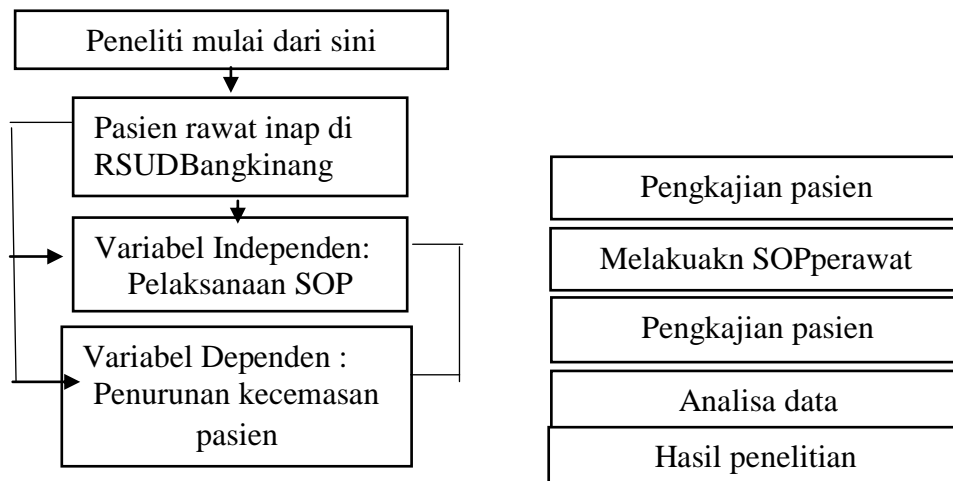 Peneliti mulai dari sini
Pasien rawat inap di
RSUDBangkinang
Variabel Independen:
Pelaksanaan SOP
Variabel Dependen :
Penurunan kecemasan
pasien
Pengkajian pasien
Melakuakn SOPperawat
Pengkajian pasien
Analisa data
Hasil penelitian